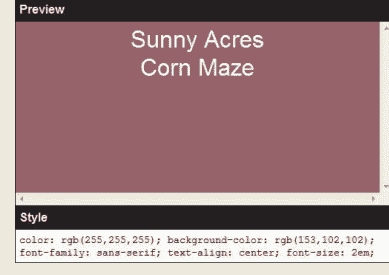 Preview
Sunny Acres
Corn Maze
Style
color: rgb(255,255,255); background-color: rgb(153,102,102);
font-family: sans-serif; text-align: center; font-size: 2em;